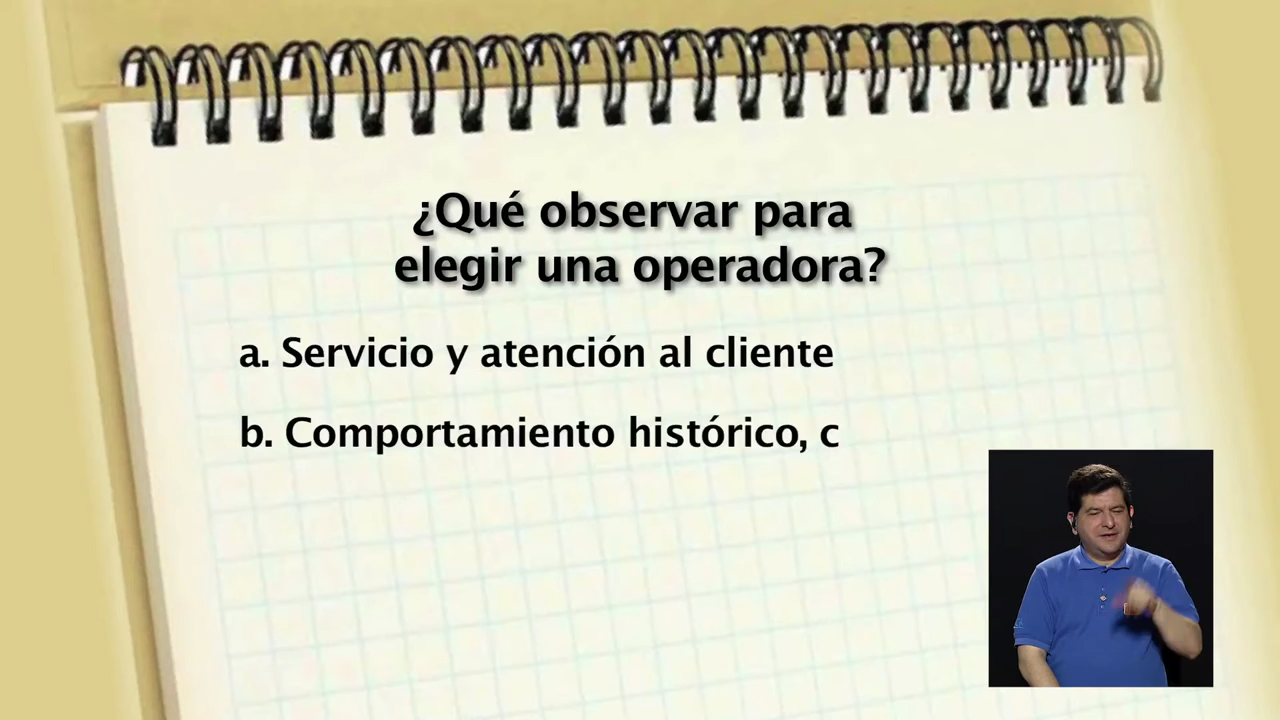 ¿Qué observar para
elegir una operadora?
a. Servicio y atención al cliente
b. Comportamiento histórico, c